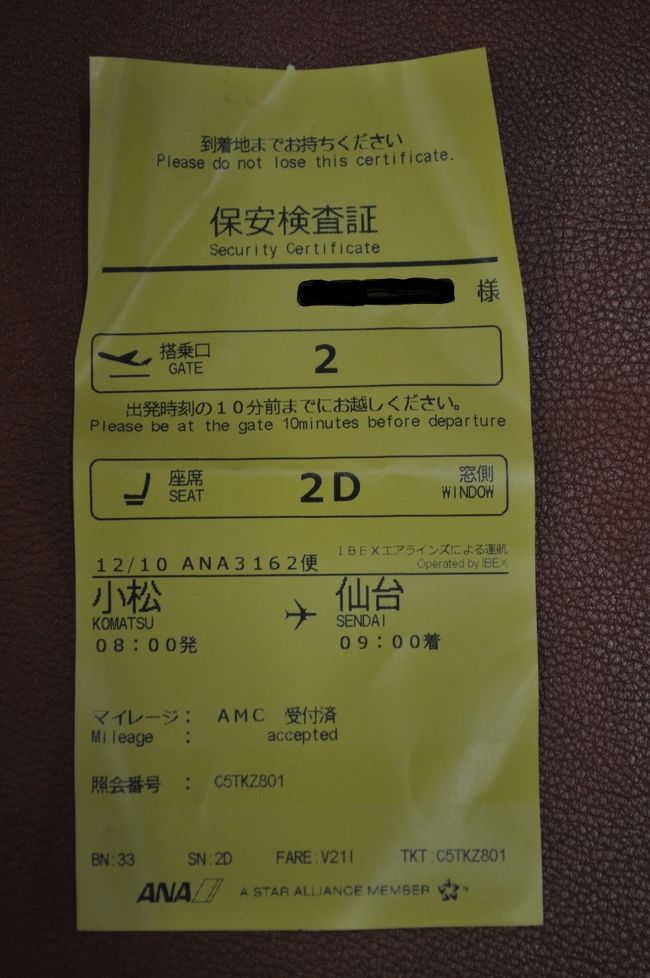 到着地までお持ちください
Please do not lose this certificate.
保安検査証
Security Certificate
様
搭乗口
GATE
2
出発時刻の10分前までにお越しください。
Please be at the gate 10minutes before departure
座席
SEAT
2D
窓側
WINDOW
12/10 ANA3162便
IBEXエアラインズによる運航
Operated by IBEX
小松
KOMATSU
08:00発
仙台
SENDAI
09:00着
マイレージ: AMC 受付済
Mileage : accepted
照会番号 : C5TKZ801
BN:33 SN:2D FARE:V21I TKT:C5TKZ801
ANA A STAR ALLIANCE MEMBER